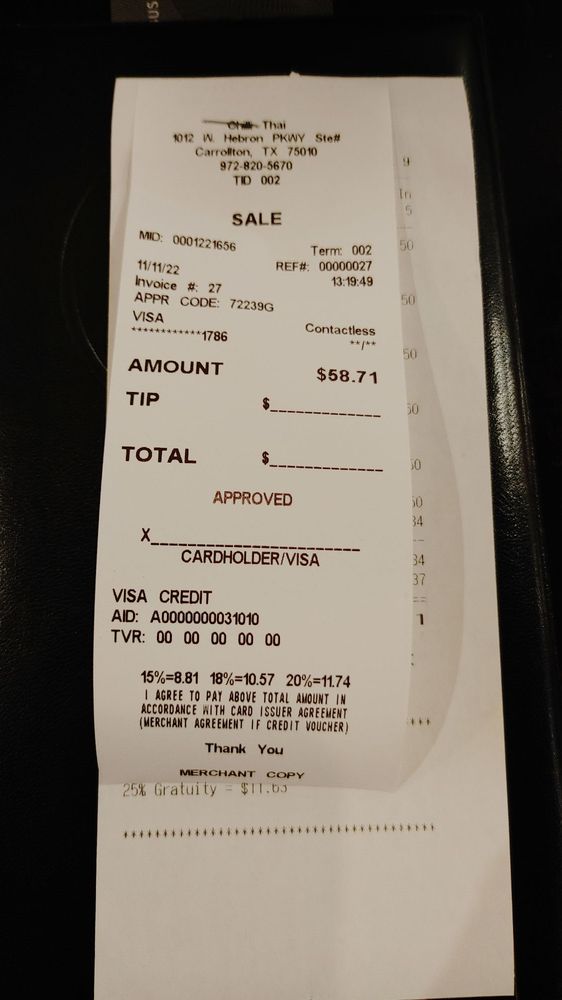 Thai
1012 W. Hebron PKWY Ste#
Carrollton, TX 75010
972-820-5670
TID 002
SALE
MID: 0001221656
Term: 002
11/11/22
REF#: 00000027
Invoice #: 27
13:19:49
APPR CODE: 72239G
VISA
Contactless
************1786
**/**
AMOUNT
$58.71
TIP
$____________
TOTAL
$____________
APPROVED
X______________________
CARDHOLDER/VISA
VISA CREDIT
AID: A0000000031010
TVR: 00 00 00 00 00
15%=8.81 18%=10.57 20%=11.74
I AGREE TO PAY ABOVE TOTAL AMOUNT IN
ACCORDANCE WITH CARD ISSUER AGREEMENT
(MERCHANT AGREEMENT IF CREDIT VOUCHER)
Thank You
MERCHANT COPY
25% Gratuity =